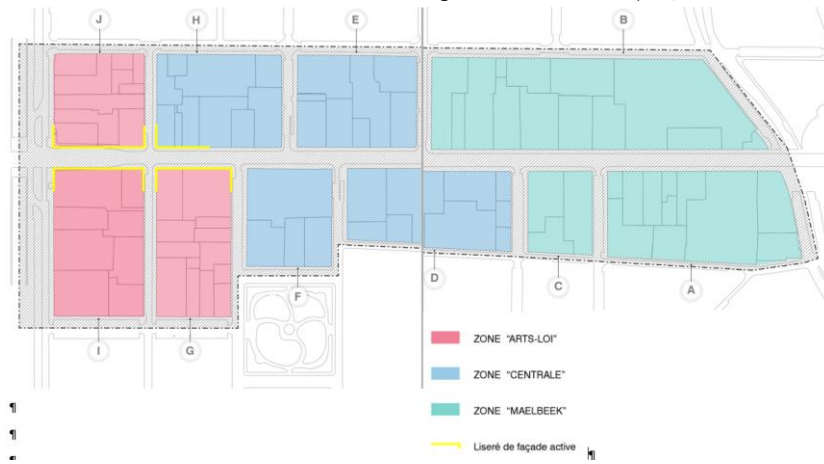 J H E B
F D C A
I G
ZONE "ARTS-LOI"
ZONE "CENTRALE"
ZONE "MAELBEEK"
Liseré de façade active ¶
¶
¶
¶